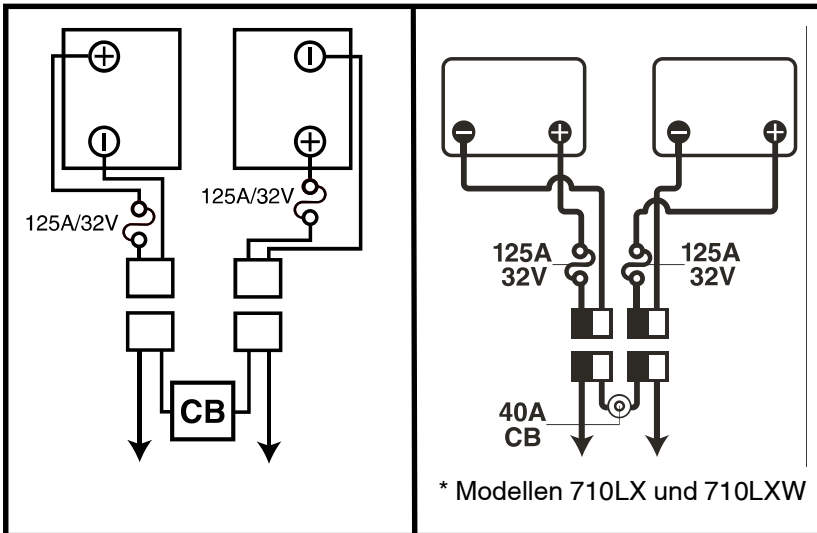 125A/32V
125A/32V
CB
125A
32V
125A
32V
40A
CB
* Modellen 710LX und 710LXW